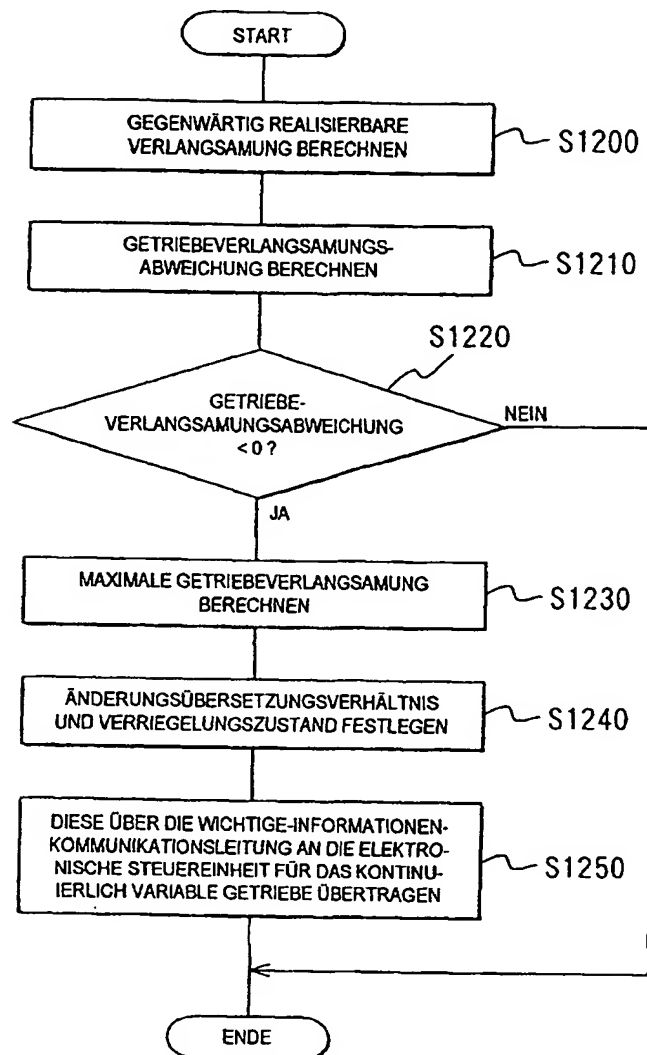 START
GEGENWÄRTIG REALISIERBARE
VERLANGSAMUNG BERECHNEN
S1200
GETRIEBEVERLANGSAMUNGS-
ABWEICHUNG BERECHNEN
S1210
S1220
GETRIEBE-
VERLANGSAMUNGSABWEICHUNG
< 0 ?
NEIN
JA
MAXIMALE GETRIEBEVERLANGSAMUNG
BERECHNEN
S1230
ÄNDERUNGSÜBERSETZUNGSVERHÄLTNIS
UND VERRIEGELUNGSZUSTAND FESTLEGEN
S1240
DIESE ÜBER DIE WICHTIGE-INFORMATIONEN-
KOMMUNIKATIONSLEITUNG AN DIE ELEKTRO-
NISCHE STEUEREINHEIT FÜR DAS KONTINU-
IERLICH VARIABLE GETRIEBE ÜBERTRAGEN
S1250
ENDE